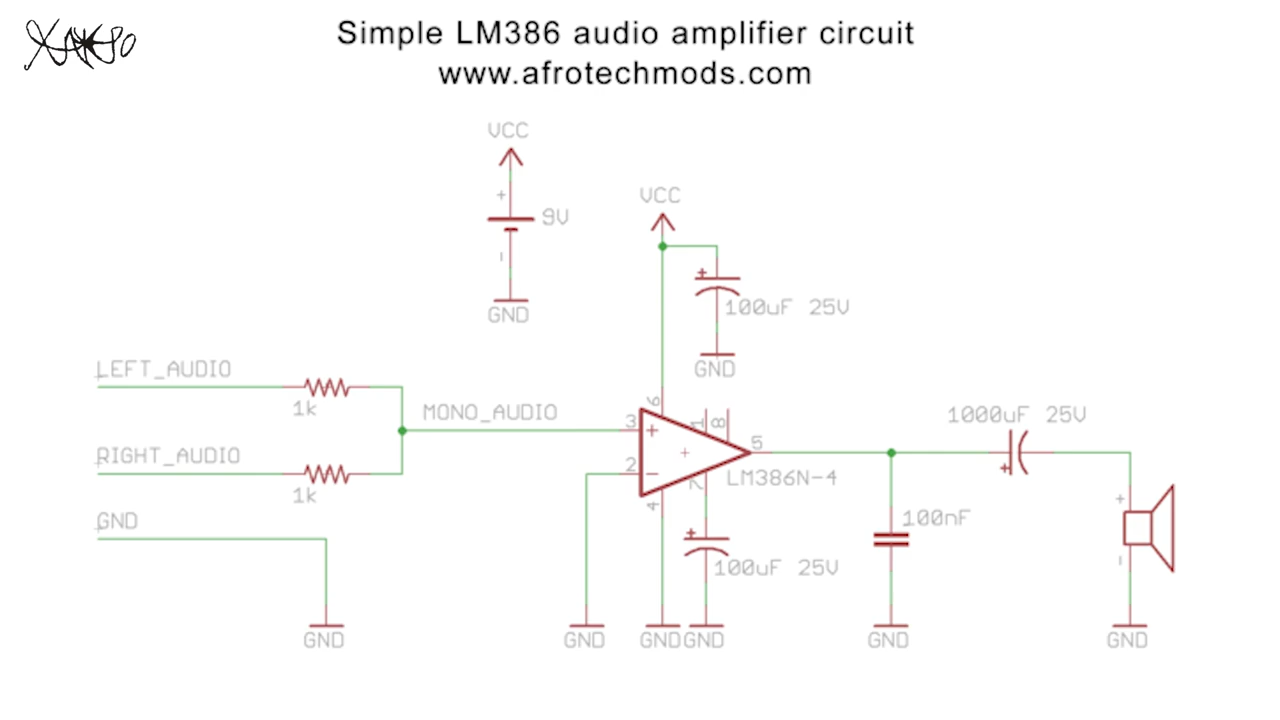 Simple LM386 audio amplifier circuit
www.afrotechmods.com
VCC
+
9V
-
GND
VCC
+
100uF 25V
GND
LEFT_AUDIO
1k
MONO_AUDIO
RIGHT_AUDIO
1k
GND
GND
6
3
+
1
8
5
2
-
+
LM386N-4
4
7
+
100uF 25V
GND
GND
GND
1000uF 25V
+
100nF
GND
+
-
GND